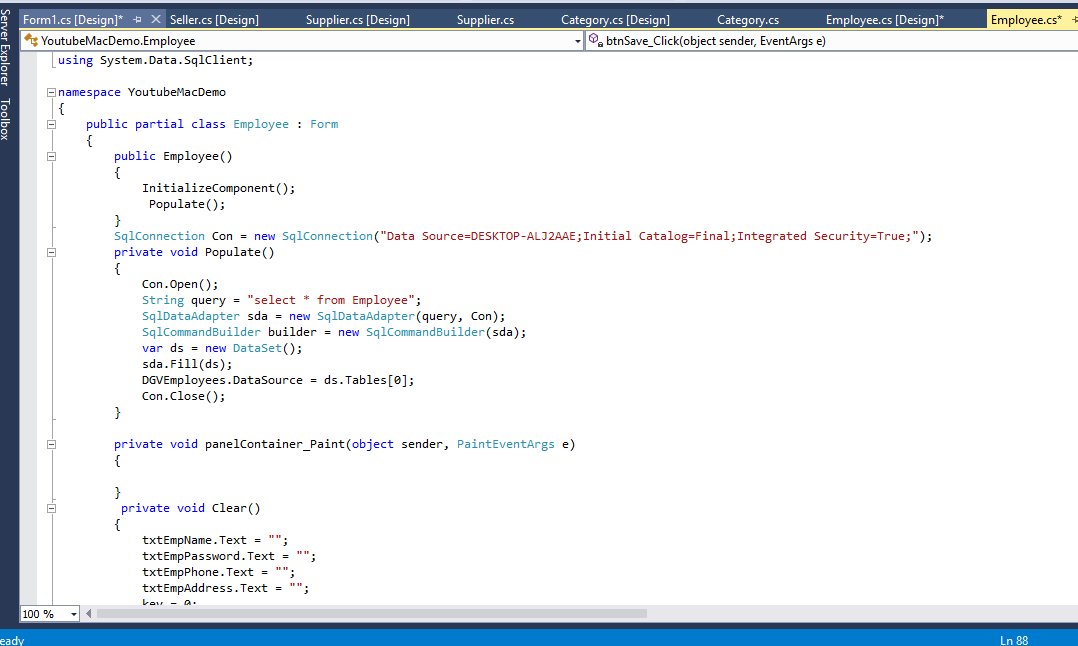 Form1.cs [Design]*
Seller.cs [Design]
Supplier.cs [Design]
Supplier.cs
Category.cs [Design]
Category.cs
Employee.cs [Design]*
Employee.cs*
Server Explorer
Toolbox
YoutubeMacDemo.Employee
btnSave_Click(object sender, EventArgs e)
using System.Data.SqlClient;
namespace YoutubeMacDemo
{
public partial class Employee : Form
{
public Employee()
{
InitializeComponent();
Populate();
}
SqlConnection Con = new SqlConnection("Data Source=DESKTOP-ALJ2AAE;Initial Catalog=Final;Integrated Security=True;");
private void Populate()
{
Con.Open();
String query = "select * from Employee";
SqlDataAdapter sda = new SqlDataAdapter(query, Con);
SqlCommandBuilder builder = new SqlCommandBuilder(sda);
var ds = new DataSet();
sda.Fill(ds);
DGVEmployees.DataSource = ds.Tables[0];
Con.Close();
}
private void panelContainer_Paint(object sender, PaintEventArgs e)
{
}
private void Clear()
{
txtEmpName.Text = "";
txtEmpPassword.Text = "";
txtEmpPhone.Text = "";
txtEmpAddress.Text = "";
key = 0;
100 %
eady
Ln 88